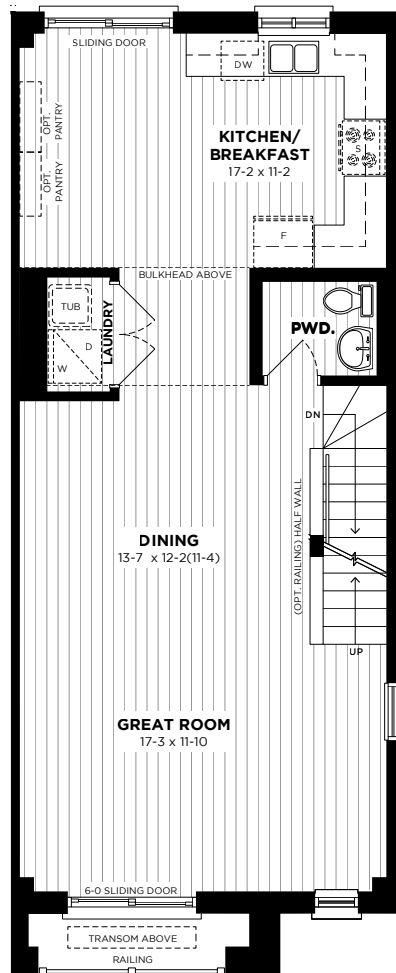 SLIDING DOOR
DW
OPT.
PANTRY
KITCHEN/
BREAKFAST
17-2 x 11-2
S
OPT.
PANTRY
F
BULKHEAD ABOVE
TUB
LAUNDRY
D
W
PWD.
DN
(OPT. RAILING) HALF WALL
DINING
13-7 x 12-2(11-4)
UP
GREAT ROOM
17-3 x 11-10
6-0 SLIDING DOOR
TRANSOM ABOVE
RAILING